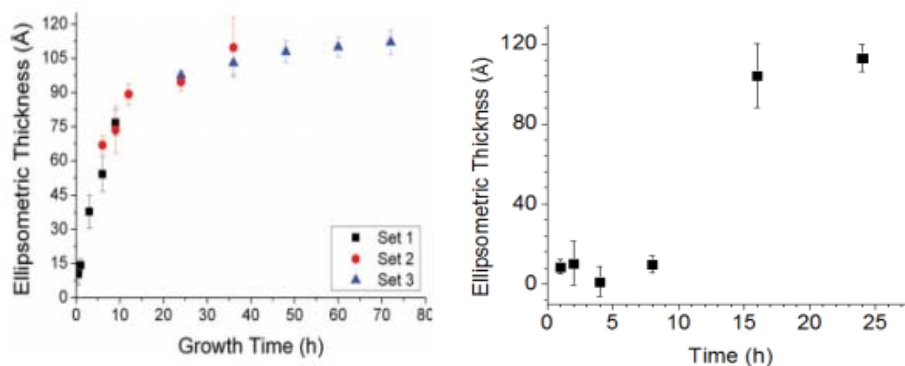 Ellipsometric Thickness (Å)
120
105
90
75
60
45
30
15
0
0 10 20 30 40 50 60 70 80
Growth Time (h)
Set 1
Set 2
Set 3
Ellipsometric Thicknss (Å)
120
80
40
0
0 5 10 15 20 25
Time (h)